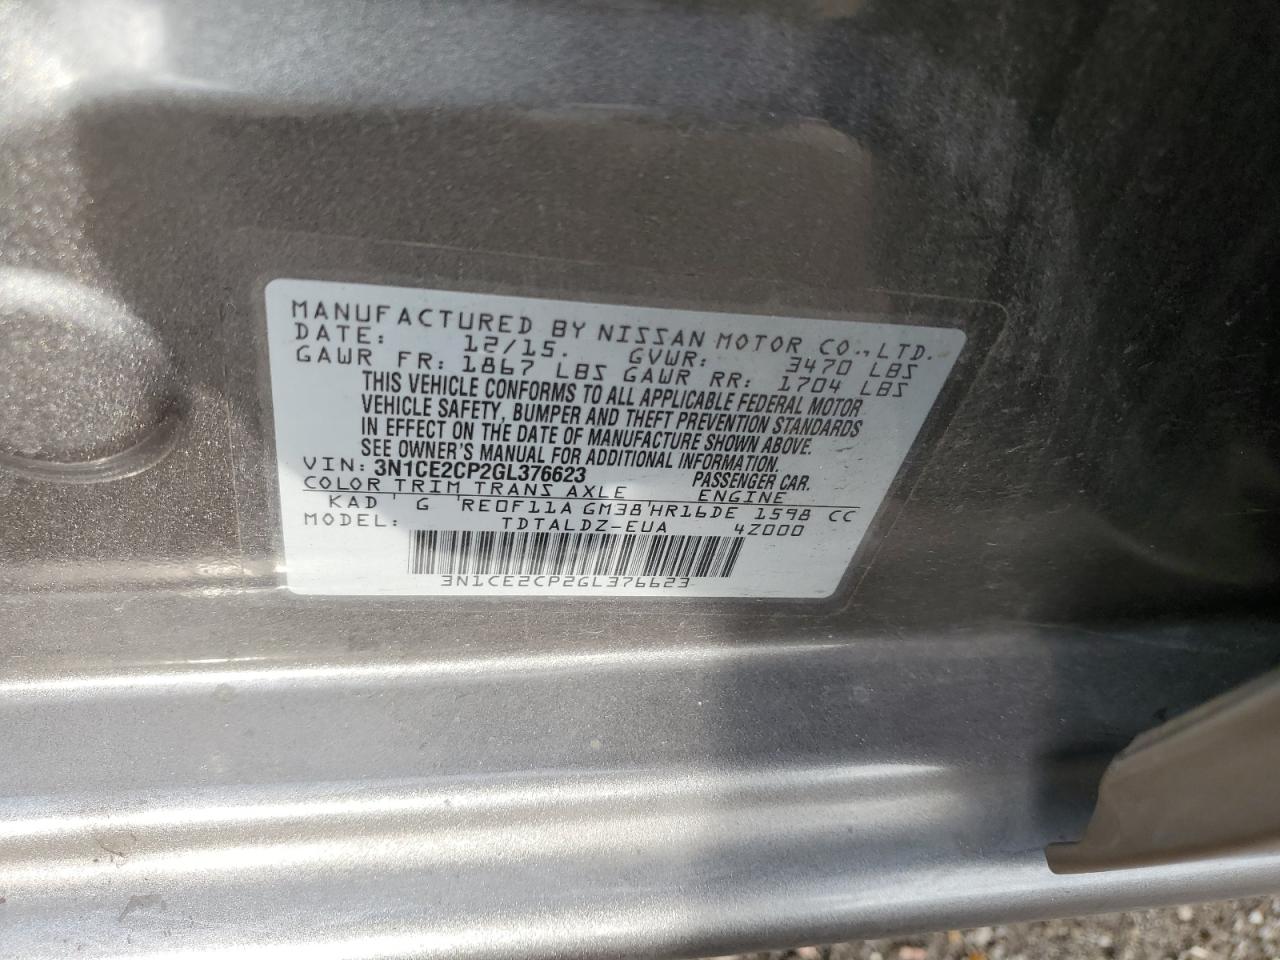 MANUFACTURED BY NISSAN MOTOR CO., LTD.
DATE: 12/15. GVWR: 3470 LBS
GAWR FR: 1867 LBS GAWR RR: 1704 LBS
THIS VEHICLE CONFORMS TO ALL APPLICABLE FEDERAL MOTOR
VEHICLE SAFETY, BUMPER AND THEFT PREVENTION STANDARDS
IN EFFECT ON THE DATE OF MANUFACTURE SHOWN ABOVE.
SEE OWNER'S MANUAL FOR ADDITIONAL INFORMATION.
VIN: 3N1CE2CP2GL376623 PASSENGER CAR.
COLOR TRIM TRANS AXLE ENGINE
KAD ' G 'RE0F11A GM38'HR16DE 1598 CC
MODEL: TDTALDZ-EUA 4Z000
3N1CE2CP2GL376623